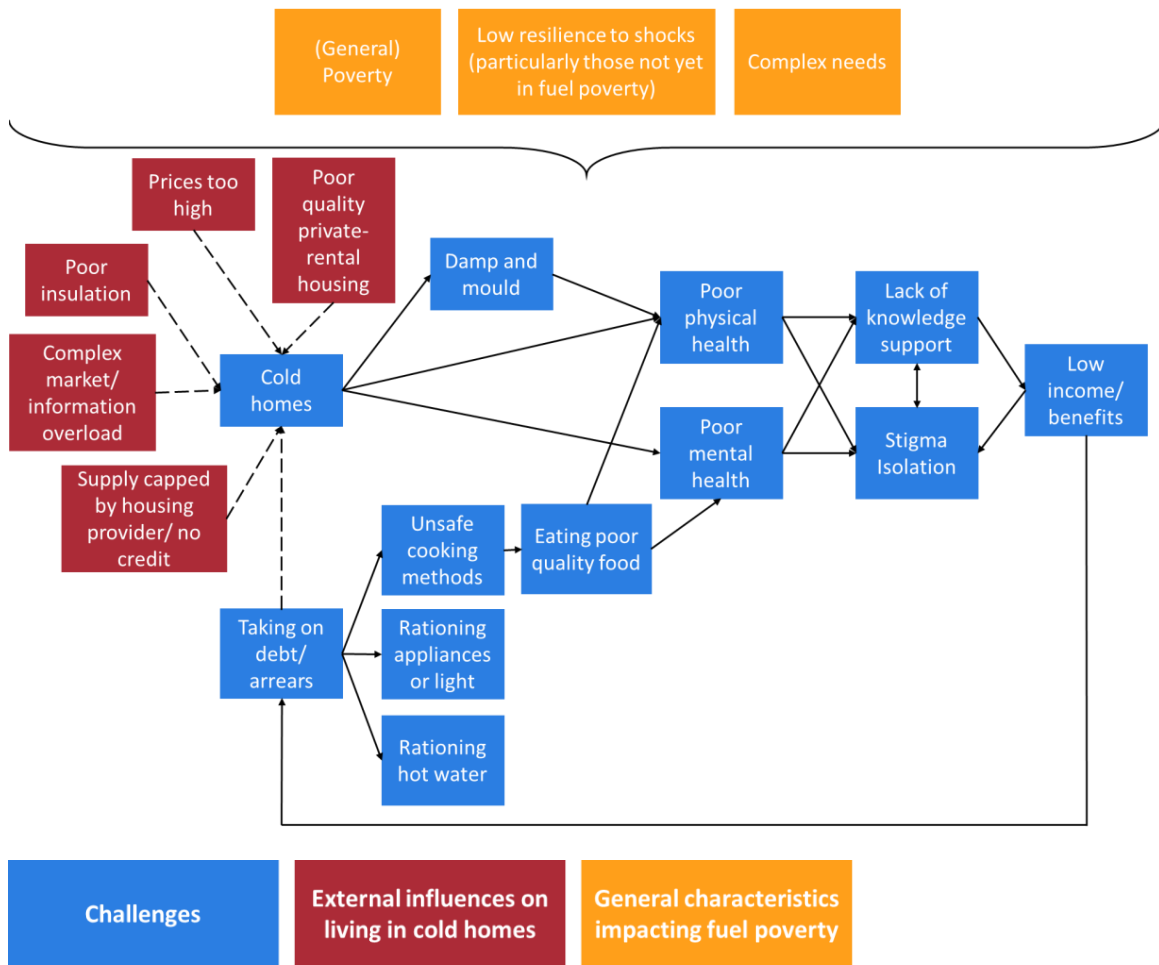 (General)
Poverty
Low resilience to shocks
(particularly those not yet
in fuel poverty)
Complex needs
Prices too
high
Poor
quality
private-
rental
housing
Poor
insulation
Damp and
mould
Poor
physical
health
Lack of
knowledge
support
Complex
market/
information
overload
Cold
homes
Low
income/
benefits
Poor
mental
health
Stigma
Isolation
Supply capped
by housing
provider/ no
credit
Unsafe
cooking
methods
Eating poor
quality food
Taking on
debt/
arrears
Rationing
appliances
or light
Rationing
hot water
Challenges
External influences on
living in cold homes
General characteristics
impacting fuel poverty